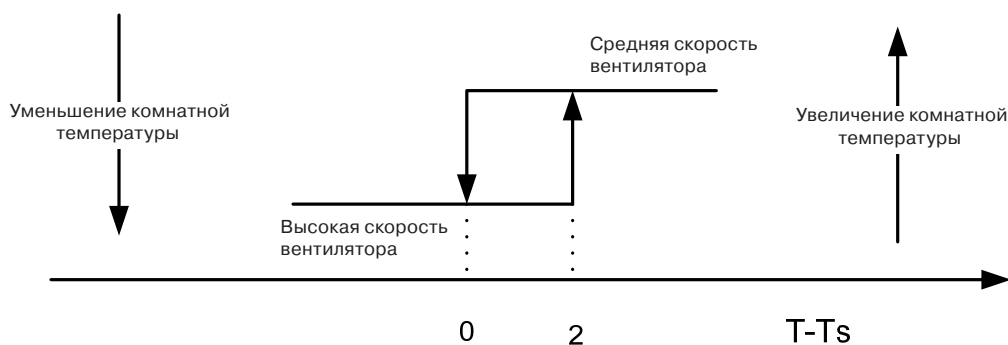 Средняя скорость
вентилятора
Уменьшение комнатной
температуры
Увеличение комнатной
температуры
Высокая скорость
вентилятора
0
2
T-Ts